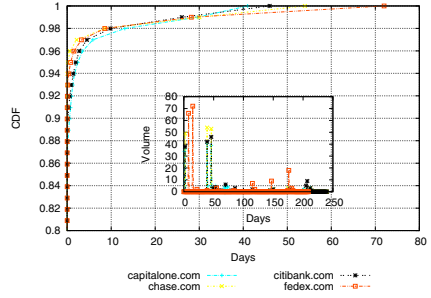 1
0.98
0.96
0.94
0.92
0.9
0.88
0.86
0.84
0.82
0.8
CDF
0 10 20 30 40 50 60 70 80
Days
80
70
60
50
40
30
20
10
0
Volume
0 50 100 150 200 250
Days
capitalone.com
chase.com
citibank.com
fedex.com